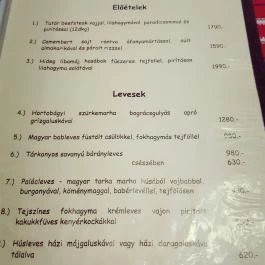 Előételek
1.) Tatár beefsteak vajjal, lilahagymával, paradicsommal és
pirítóssal (12dkg) 1790.-
2.) Camembert sajt rántva áfonyamártással, sült
almakarikával és párolt rizzsel 1590.-
3.) Hideg libamáj hasábok fűszeres tejföllel, pirítóssal
lilahagyma salátával 1990.-
Levesek
4.) Hortobágyi szürkemarha bográcsgulyás apró
grízgaluskával 1280.-
5.) Magyar bableves füstölt csülökkel, fokhagymás tejföllel
6.) Tárkonyos savanyú bárányleves 980.-
csészében 630.-
7.) Palócleves - magyar tarka marha húsból vajbabbal,
burgonyával, köménymaggal, babérlevéllel, tejfölösen
8.) Tejszínes fokhagyma krémleves vajon pirított
kakukkfüves kenyérkockákkal
.) Húsleves házi májgaluskával vagy házi daragaluskával
tálalva 620.-